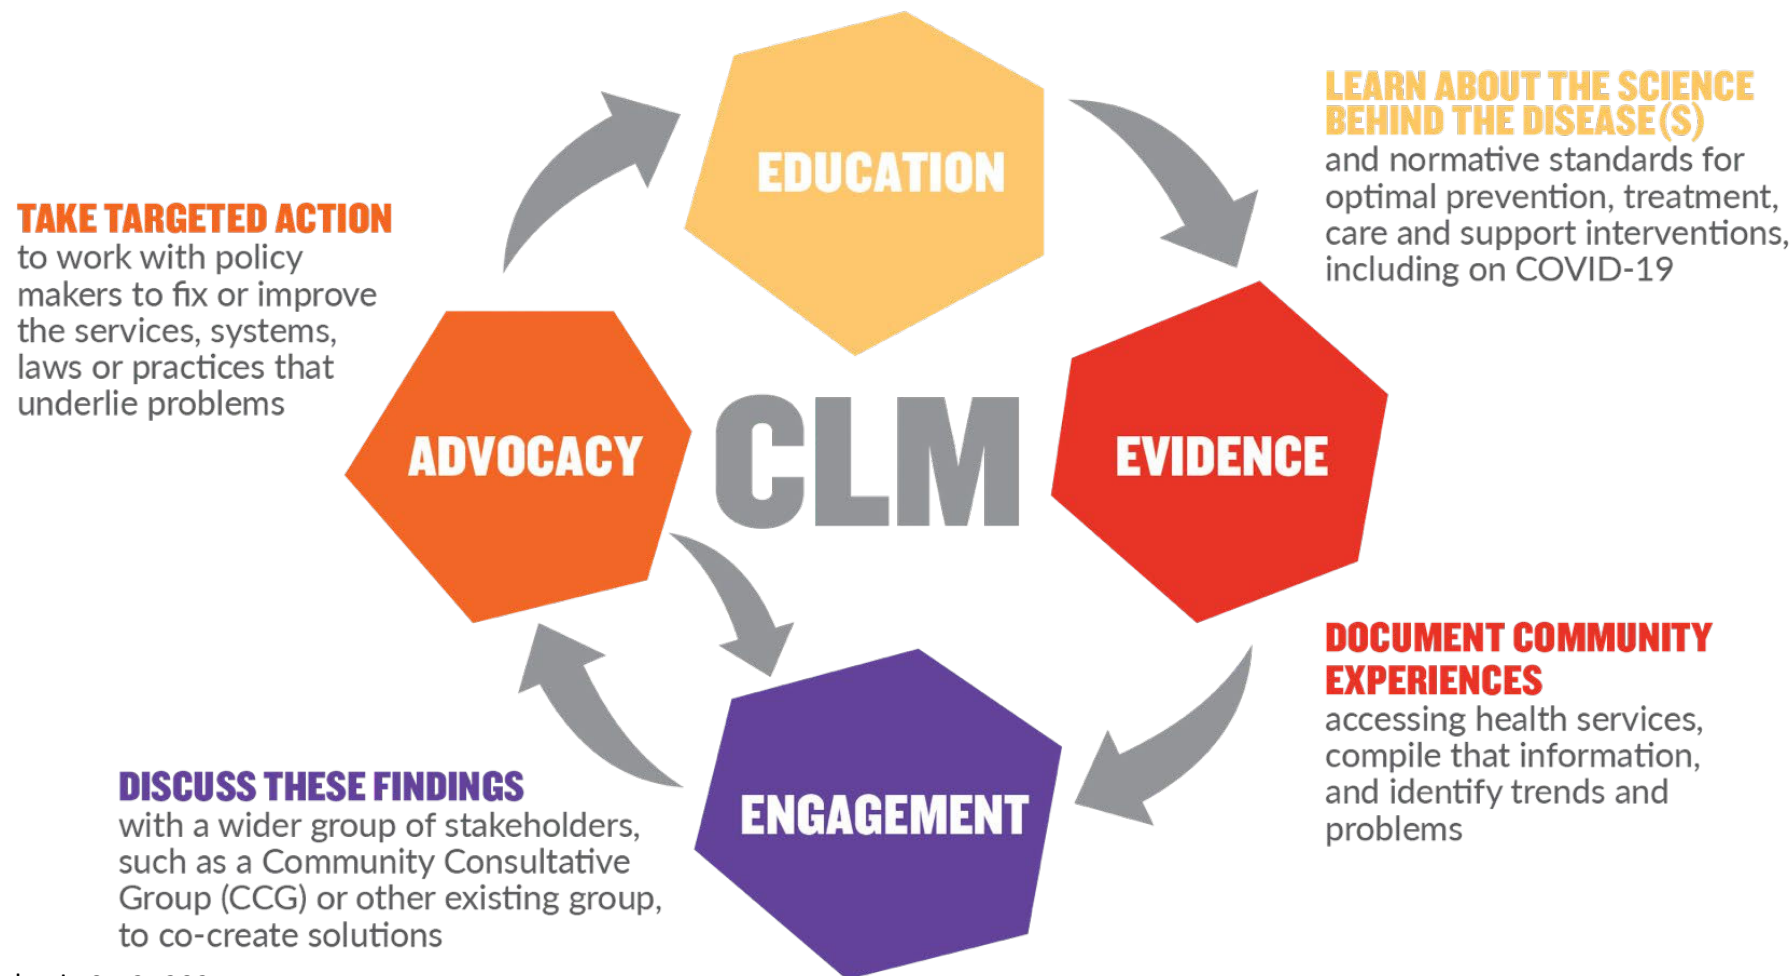 EDUCATION
LEARN ABOUT THE SCIENCE
BEHIND THE DISEASE(S)
and normative standards for
optimal prevention, treatment,
care and support interventions,
including on COVID-19
TAKE TARGETED ACTION
to work with policy
makers to fix or improve
the services, systems,
laws or practices that
underlie problems
ADVOCACY
CLM
EVIDENCE
DOCUMENT COMMUNITY
EXPERIENCES
accessing health services,
compile that information,
and identify trends and
problems
DISCUSS THESE FINDINGS
with a wider group of stakeholders,
such as a Community Consultative
Group (CCG) or other existing group,
to co-create solutions
ENGAGEMENT